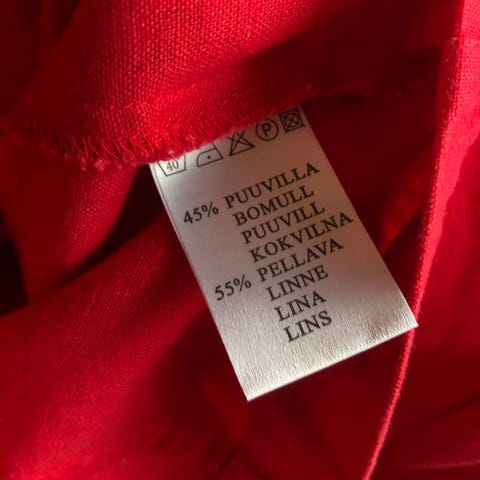 40 P
45% PUUVILLA
BOMULL
PUUVILL
KOKVILNA
55% PELLAVA
LINNE
LINA
LINS